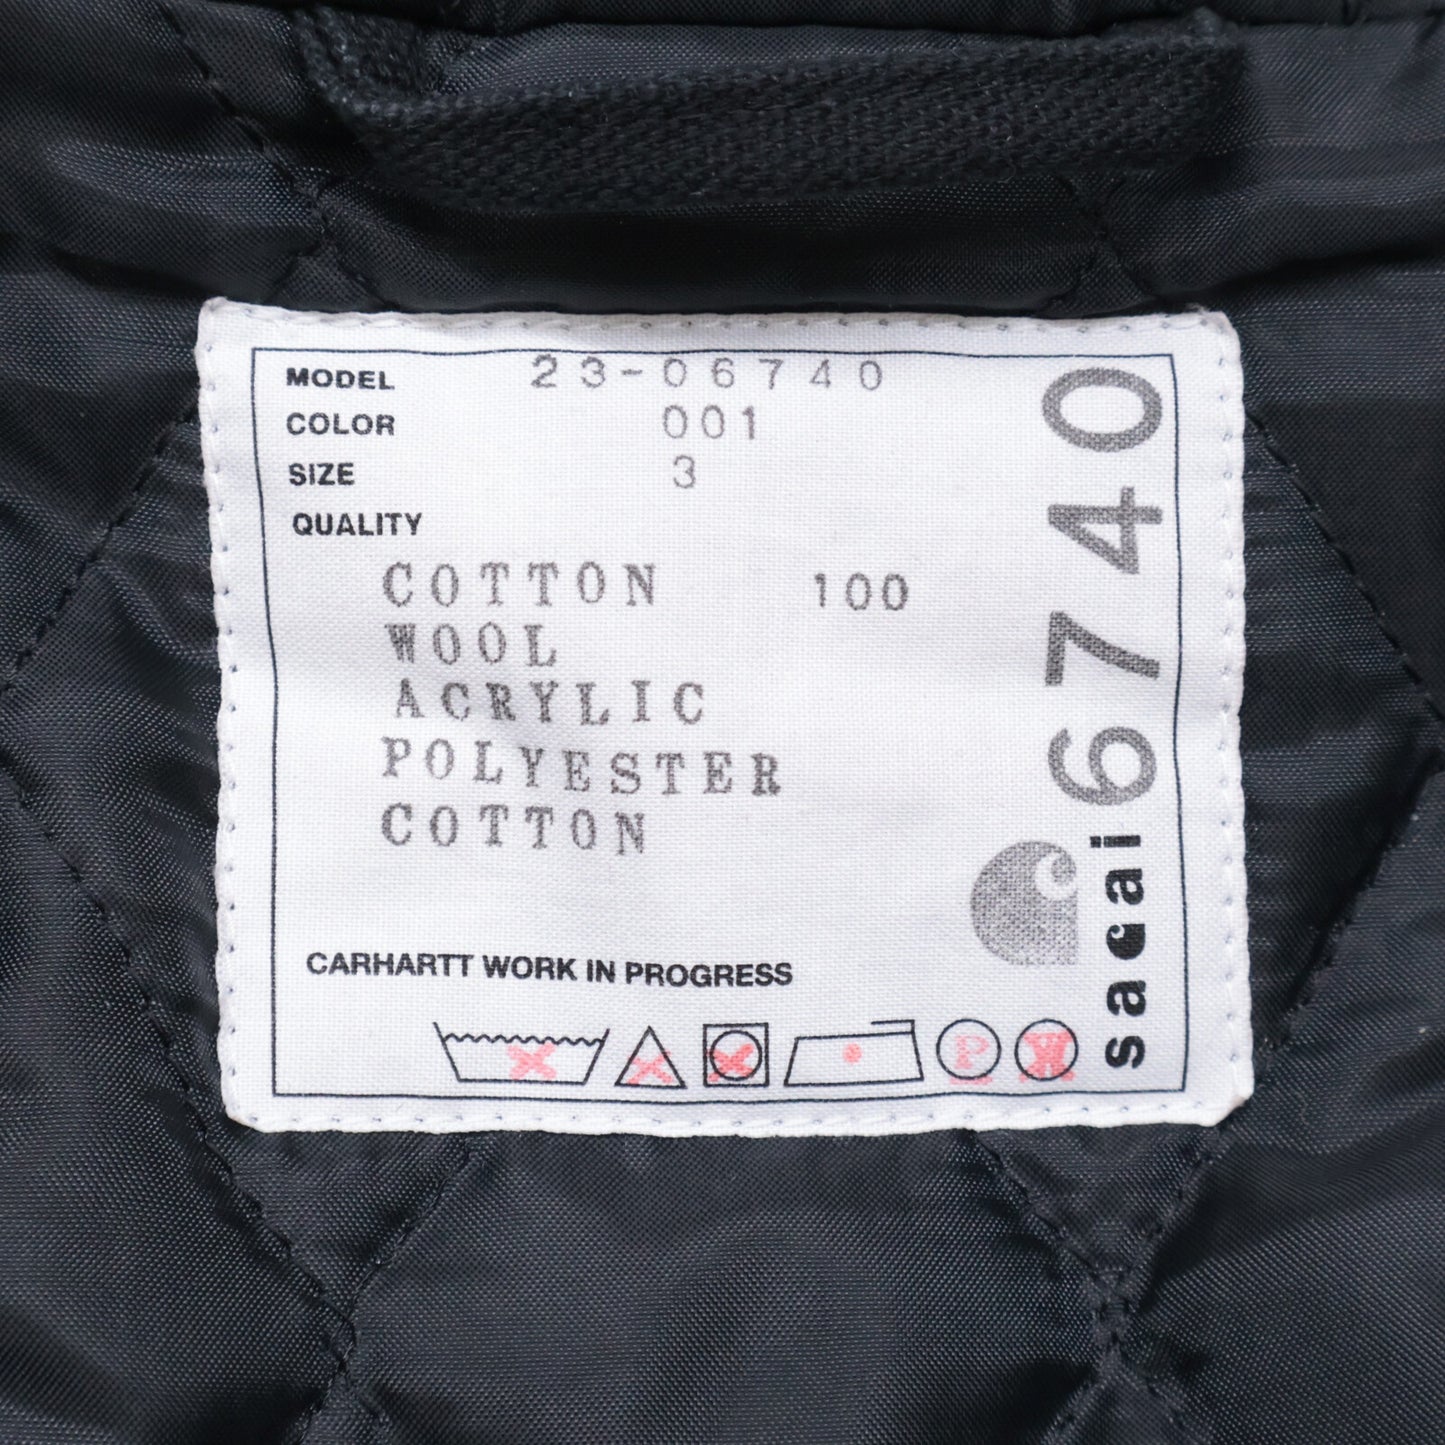 MODEL 23-06740
COLOR 001
SIZE 3
QUALITY
COTTON 100
WOOL
ACRYLIC
POLYESTER
COTTON
CARHARTT WORK IN PROGRESS
P W
sacai 6740